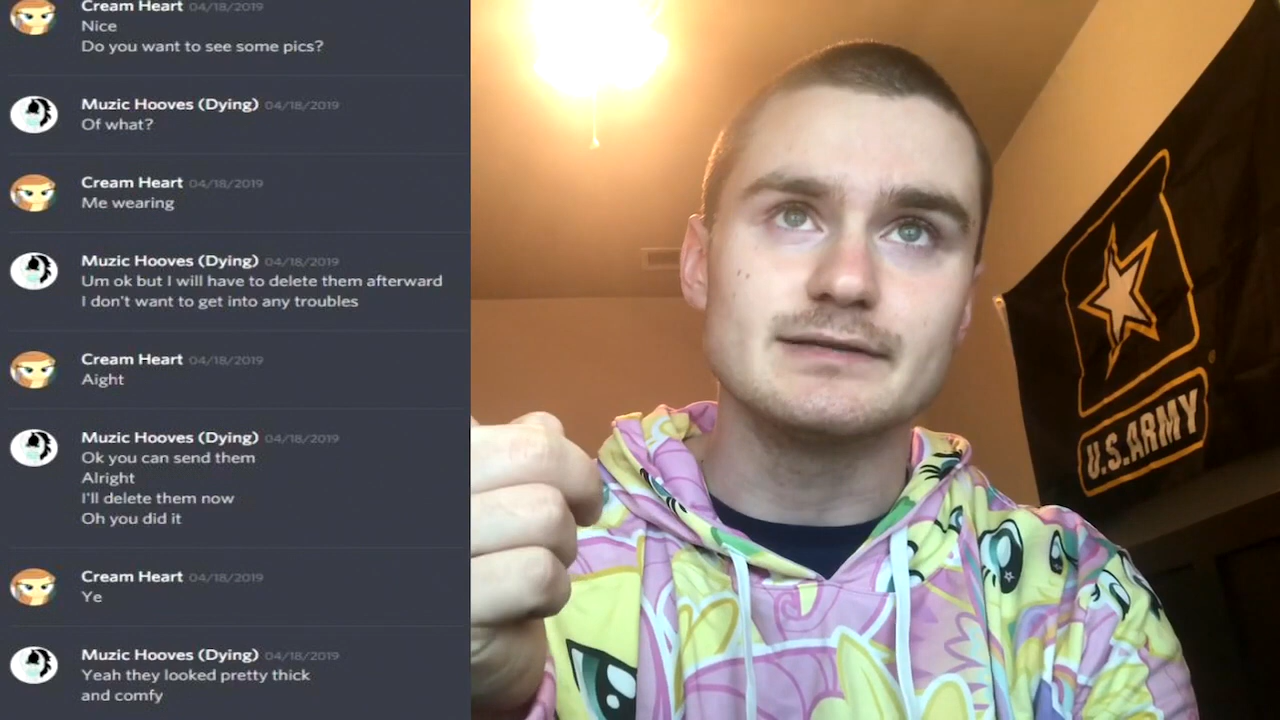 Cream Heart 04/18/2019
Nice
Do you want to see some pics?
Muzic Hooves (Dying) 04/18/2019
Of what?
Cream Heart 04/18/2019
Me wearing
Muzic Hooves (Dying) 04/18/2019
Um ok but I will have to delete them afterward
I don't want to get into any troubles
Cream Heart 04/18/2019
Aight
Muzic Hooves (Dying) 04/18/2019
Ok you can send them
Alright
I'll delete them now
Oh you did it
Cream Heart 04/18/2019
Ye
Muzic Hooves (Dying) 04/18/2019
Yeah they looked pretty thick
and comfy
U.S.ARMY